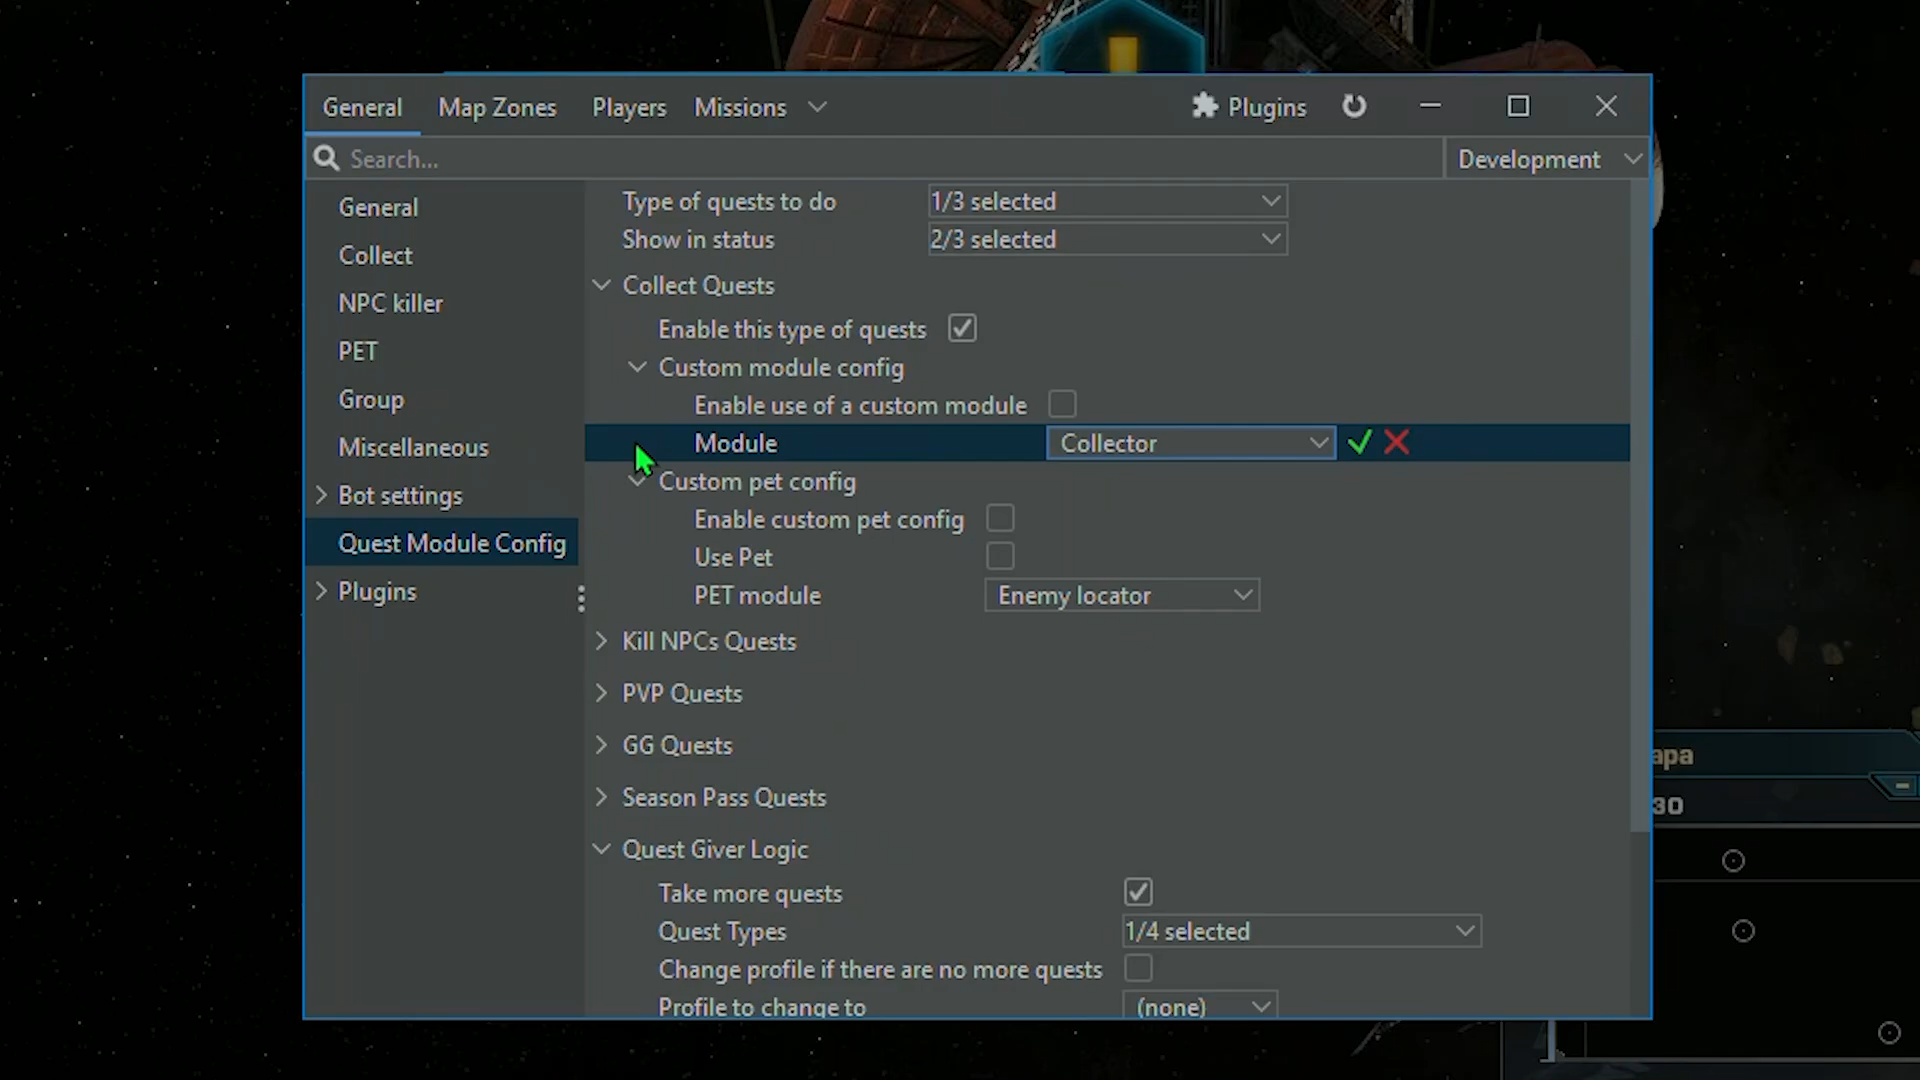 General Map Zones Players Missions Plugins
Search... Development
General
Collect
NPC killer
PET
Group
Miscellaneous
Bot settings
Quest Module Config
Plugins
Type of quests to do 1/3 selected
Show in status 2/3 selected
Collect Quests
Enable this type of quests
Custom module config
Enable use of a custom module
Module Collector
Custom pet config
Enable custom pet config
Use Pet
PET module Enemy locator
Kill NPCs Quests
PVP Quests
GG Quests
Season Pass Quests
Quest Giver Logic
Take more quests
Quest Types 1/4 selected
Change profile if there are no more quests
Profile to change to (none)
apa
30